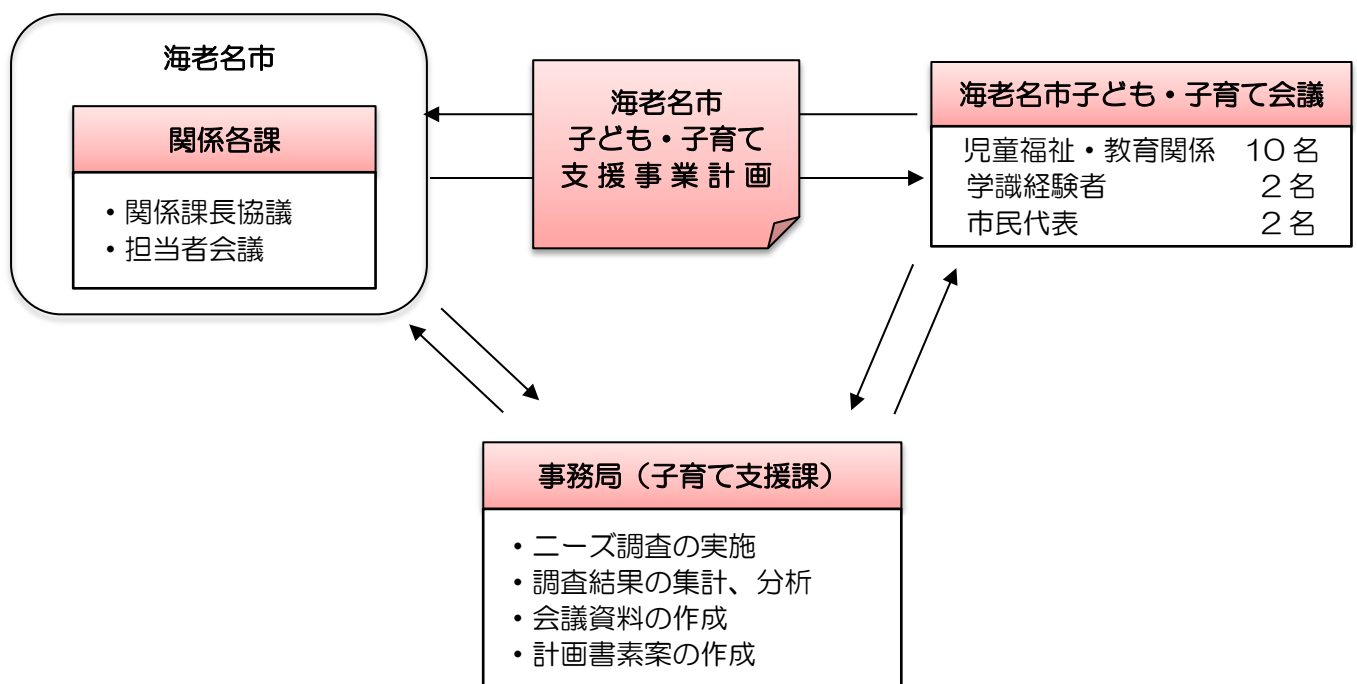 海老名市
関係各課
・関係課長協議
・担当者会議
海老名市
子ども・子育て
支援事業計画
海老名市子ども・子育て会議
児童福祉・教育関係 10名
学識経験者 2名
市民代表 2名
事務局（子育て支援課）
・ニーズ調査の実施
・調査結果の集計、分析
・会議資料の作成
・計画書素案の作成